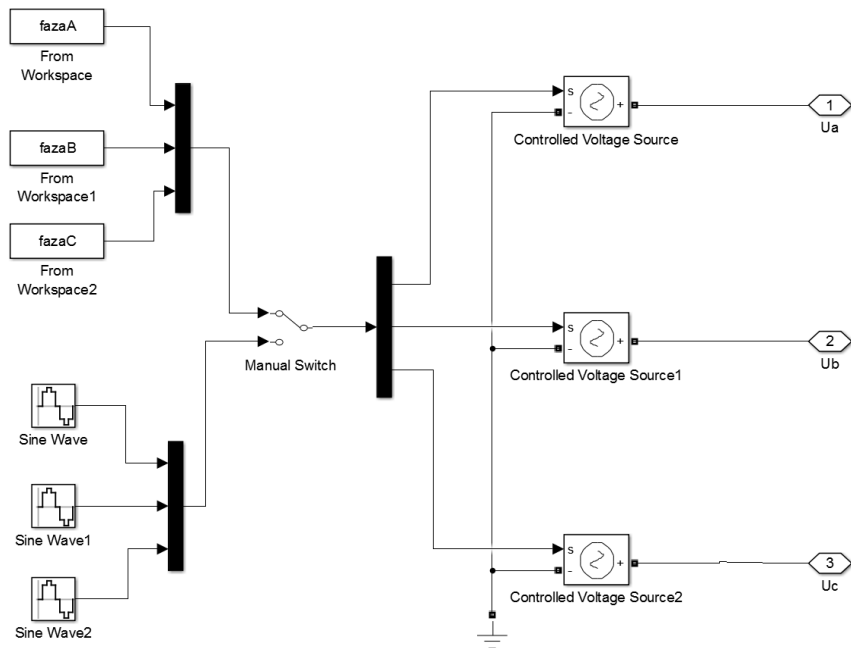 fazaA
From
Workspace
fazaB
From
Workspace1
fazaC
From
Workspace2
Manual Switch
Sine Wave
Sine Wave1
Sine Wave2
s
-
+
Controlled Voltage Source
1
Ua
s
-
+
Controlled Voltage Source1
2
Ub
s
-
+
Controlled Voltage Source2
3
Uc